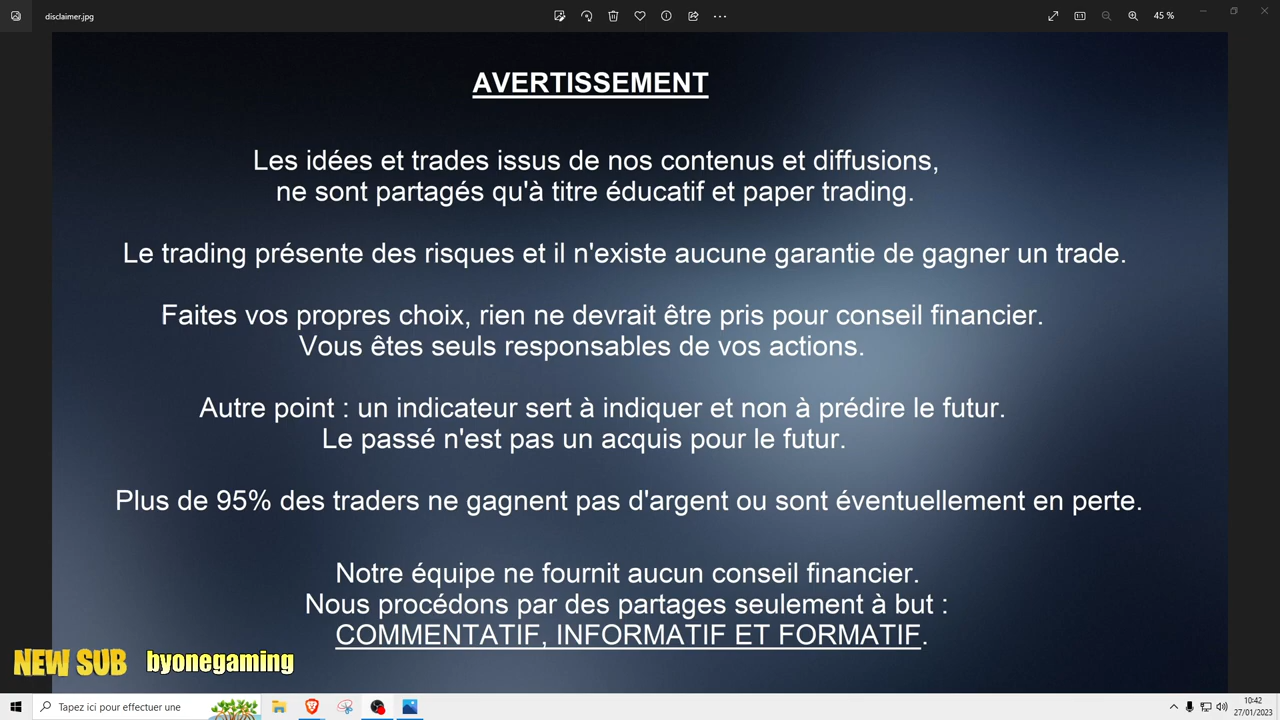 disclaimer.jpg
45 %
AVERTISSEMENT
Les idées et trades issus de nos contenus et diffusions,
ne sont partagés qu'à titre éducatif et paper trading.
Le trading présente des risques et il n'existe aucune garantie de gagner un trade.
Faites vos propres choix, rien ne devrait être pris pour conseil financier.
Vous êtes seuls responsables de vos actions.
Autre point : un indicateur sert à indiquer et non à prédire le futur.
Le passé n'est pas un acquis pour le futur.
Plus de 95% des traders ne gagnent pas d'argent ou sont éventuellement en perte.
Notre équipe ne fournit aucun conseil financier.
Nous procédons par des partages seulement à but :
COMMENTATIF, INFORMATIF ET FORMATIF.
NEW SUB byonegaming
Tapez ici pour effectuer une
10:42
27/01/2023